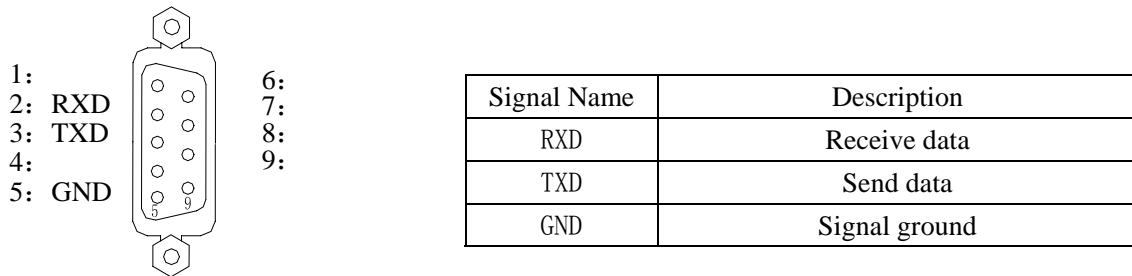 1:
2: RXD
3: TXD
4:
5: GND
5 9
6:
7:
8:
9:
Signal Name Description
RXD Receive data
TXD Send data
GND Signal ground